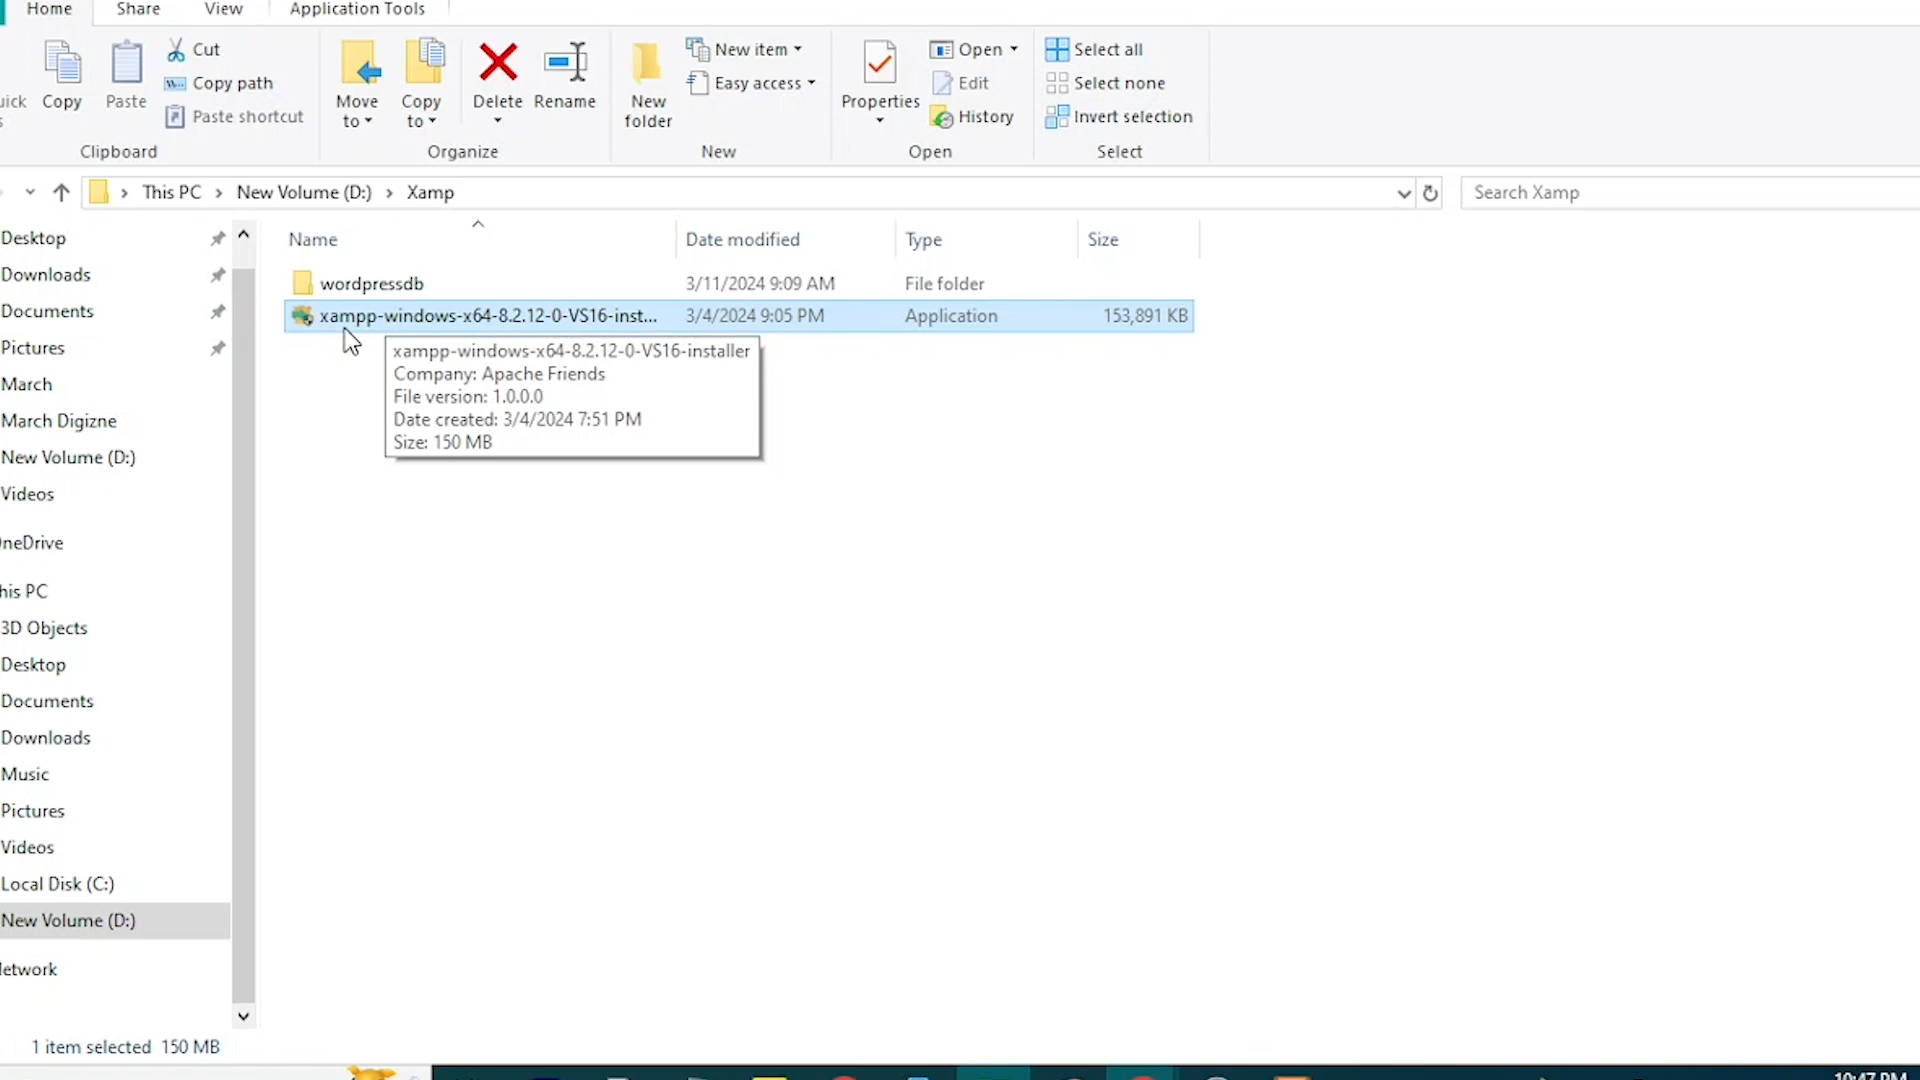 Home Share View Application Tools
Cut
Copy path
Paste shortcut
Copy
Paste
Clipboard
Move to
Copy to
Delete
Rename
Organize
New folder
New item
Easy access
New
Properties
Open
Edit
History
Open
Select all
Select none
Invert selection
Select
This PC > New Volume (D:) > Xamp
Search Xamp
Name Date modified Type Size
wordpressdb 3/11/2024 9:09 AM File folder
xampp-windows-x64-8.2.12-0-VS16-inst... 3/4/2024 9:05 PM Application 153,891 KB
xampp-windows-x64-8.2.12-0-VS16-installer
Company: Apache Friends
File version: 1.0.0.0
Date created: 3/4/2024 7:51 PM
Size: 150 MB
Desktop
Downloads
Documents
Pictures
March
March Digizne
New Volume (D:)
Videos
neDrive
his PC
3D Objects
Desktop
Documents
Downloads
Music
Pictures
Videos
Local Disk (C:)
New Volume (D:)
etwork
1 item selected 150 MB
10:47 PM